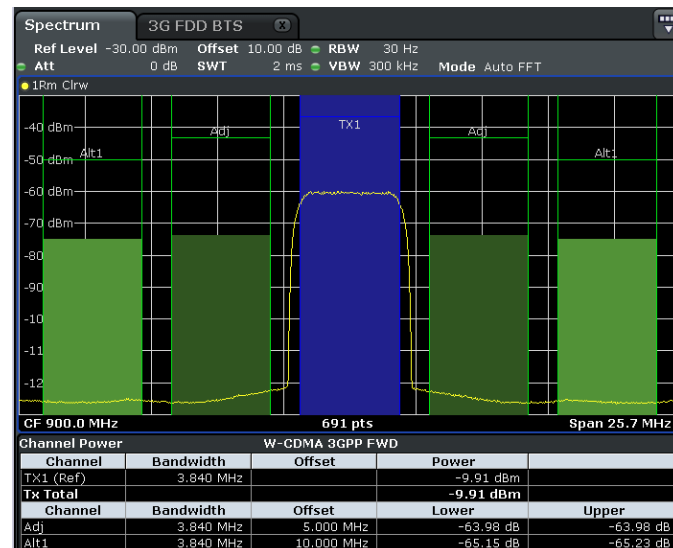 Spectrum 3G FDD BTS
Ref Level -30.00 dBm Offset 10.00 dB RBW 30 Hz
Att 0 dB SWT 2 ms VBW 300 kHz Mode Auto FFT
1Rm Clrw
-40 dBm
Adj TX1 Adj
-50 dBm Alt1 Alt1
-60 dBm
-70 dBm
-80
-90
-10
-11
-12
CF 900.0 MHz 691 pts Span 25.7 MHz
Channel Power W-CDMA 3GPP FWD
Channel Bandwidth Offset Power
TX1 (Ref) 3.840 MHz -9.91 dBm
Tx Total -9.91 dBm
Channel Bandwidth Offset Lower Upper
Adj 3.840 MHz 5.000 MHz -63.98 dB -63.98 dB
Alt1 3.840 MHz 10.000 MHz -65.15 dB -65.23 dB